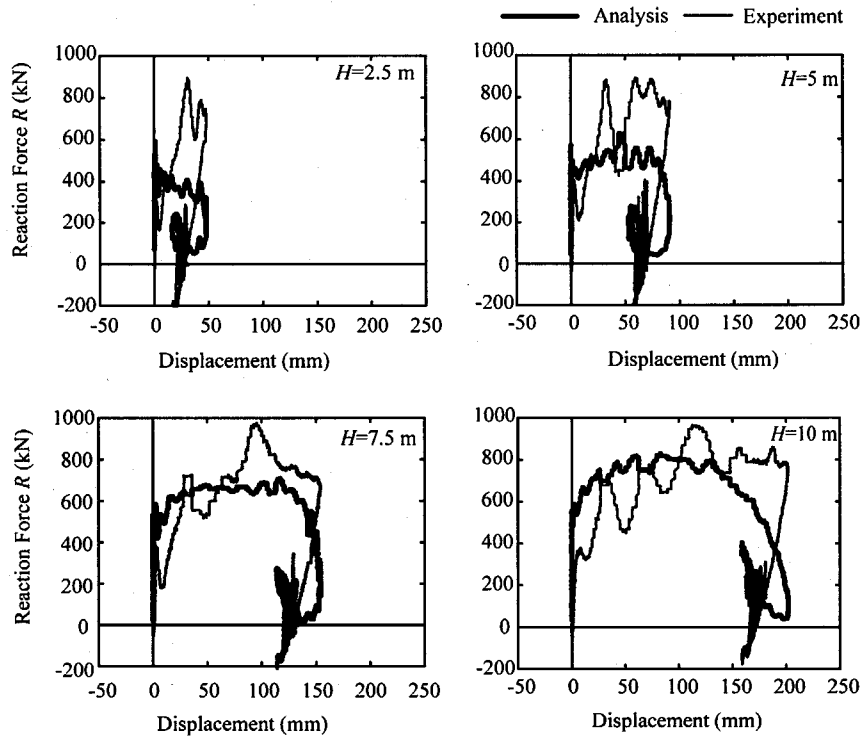 Analysis Experiment
Reaction Force R (kN)
1000
800
600
400
200
0
-200
H=2.5 m
-50 0 50 100 150 200 250
Displacement (mm)
1000
800
600
400
200
0
-200
H=5 m
-50 0 50 100 150 200 250
Displacement (mm)
Reaction Force R (kN)
1000
800
600
400
200
0
-200
H=7.5 m
-50 0 50 100 150 200 250
Displacement (mm)
1000
800
600
400
200
0
-200
H=10 m
-50 0 50 100 150 200 250
Displacement (mm)